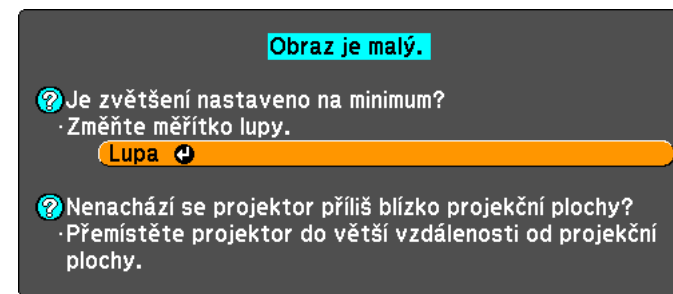 Obraz je malý.
Je zvětšení nastaveno na minimum?
·Změňte měřítko lupy.
Lupa
Nenachází se projektor příliš blízko projekční plochy?
·Přemístěte projektor do větší vzdálenosti od projekční
plochy.